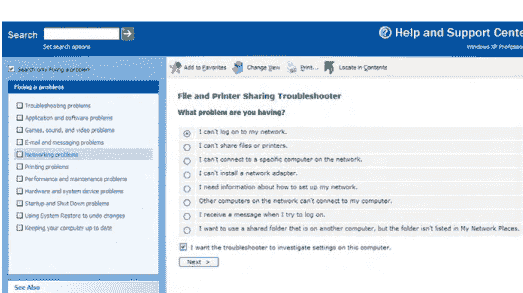 Search
Help and Support Cente
Set search options
Windows XP Professio
Search only Fixing a problem
Add to Favorites
Change View
Print...
Locate in Contents
Fixing a problem
Troubleshooting problems
Application and software problems
Games, sound, and video problems
E-mail and messaging problems
Networking problems
Printing problems
Performance and maintenance problems
Hardware and system device problems
Startup and Shut Down problems
Using System Restore to undo changes
Keeping your computer up to date
See Also
File and Printer Sharing Troubleshooter
What problem are you having?
I can't log on to my network.
I can't share files or printers.
I can't connect to a specific computer on the network.
I can't install a network adapter.
I need information about how to set up my network.
Other computers on the network can't connect to my computer.
I receive a message when I try to log on.
I want to use a shared folder that is on another computer, but the folder isn't listed in My Network Places.
I want the troubleshooter to investigate settings on this computer.
Next >